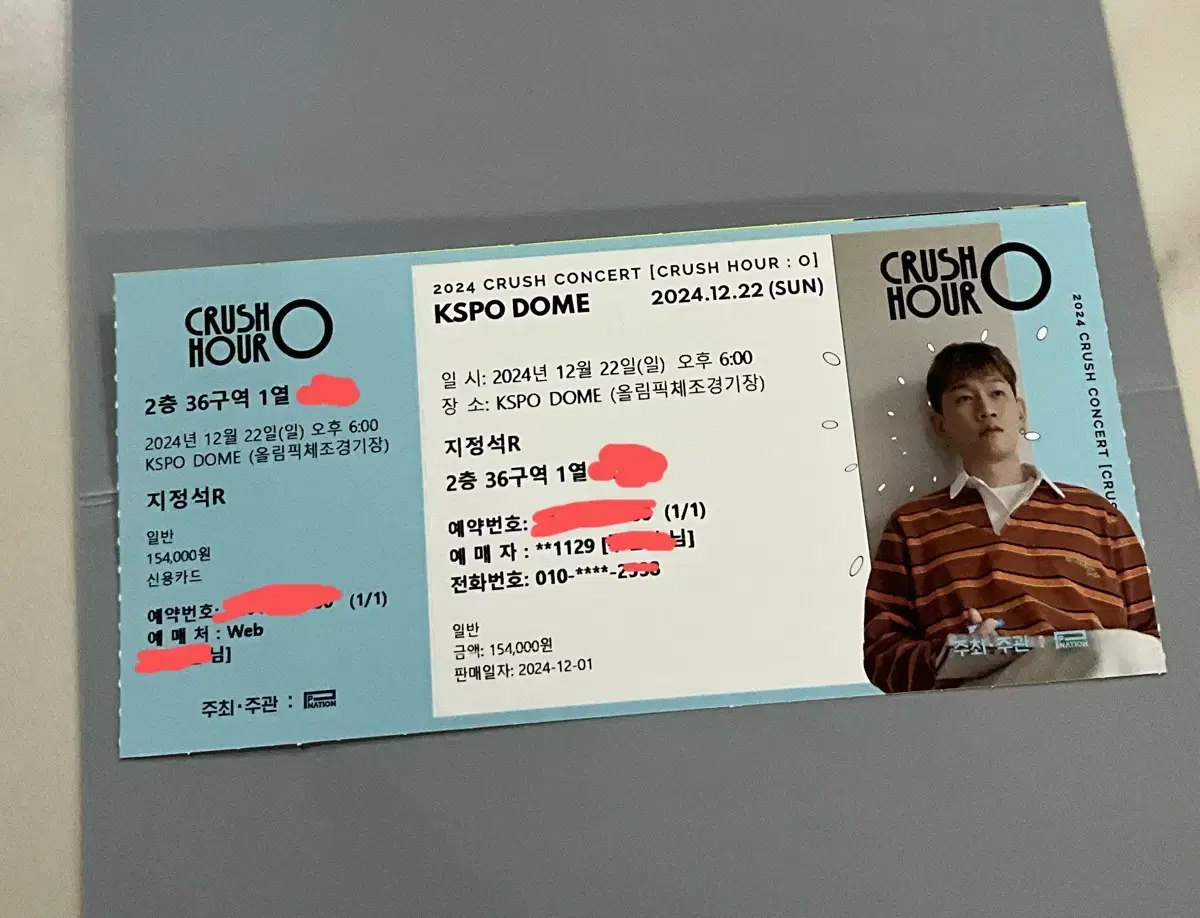 CRUSH
HOUR O
2층 36구역 1열
2024년 12월 22일(일) 오후 6:00
KSPO DOME (올림픽체조경기장)
지정석R
일반
154,000원
신용카드
예약번호: (1/1)
예 매 처 : Web
님]
주최·주관 : P NATION
2024 CRUSH CONCERT [CRUSH HOUR : O]
KSPO DOME 2024.12.22 (SUN)
일 시: 2024년 12월 22일(일) 오후 6:00
장 소: KSPO DOME (올림픽체조경기장)
지정석R
2층 36구역 1열
예약번호: (1/1)
예 매 자 : **1129 [ 님]
전화번호: 010-****-
일반
금액: 154,000원
판매일자: 2024-12-01
CRUSH
HOUR O
2024 CRUSH CONCERT [CRUS
주최·주관 : P NATION